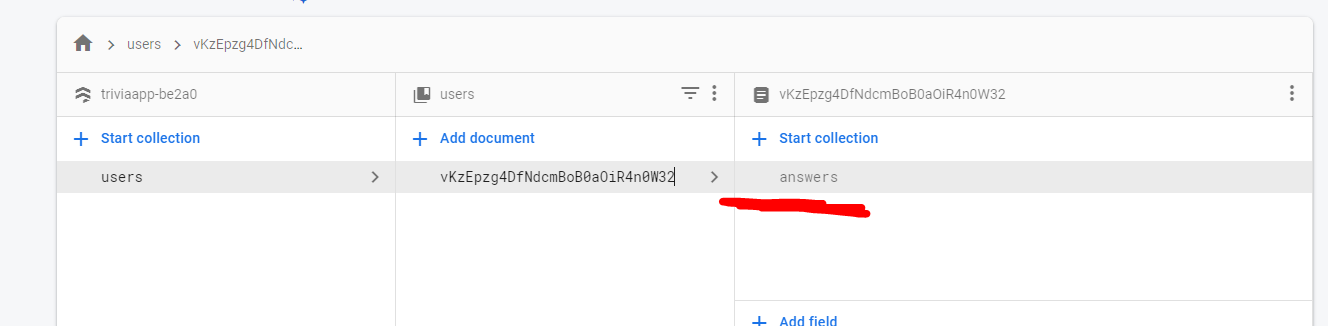 users
vKzEpzg4DfNdc...
triviaapp-be2a0
users
vKzEpzg4DfNdcmBoB0aOiR4n0W32
Start collection
Add document
Start collection
users
vKzEpzg4DfNdcmBoB0aOiR4n0W32
answers
Add field